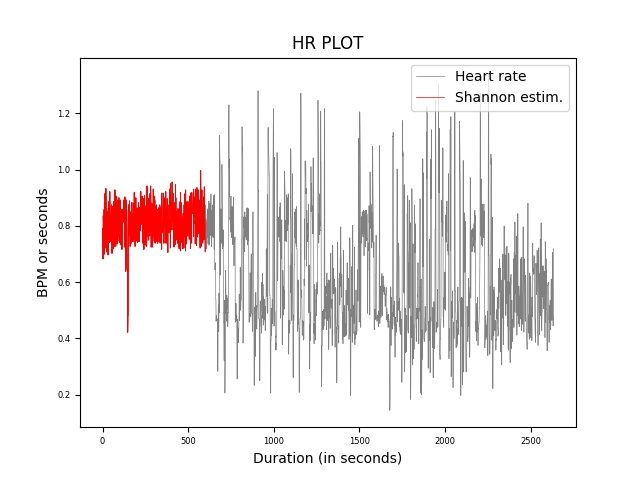 HR PLOT
Heart rate
Shannon estim.
BPM or seconds
1.2
1.0
0.8
0.6
0.4
0.2
0
500
1000
1500
2000
2500
Duration (in seconds)